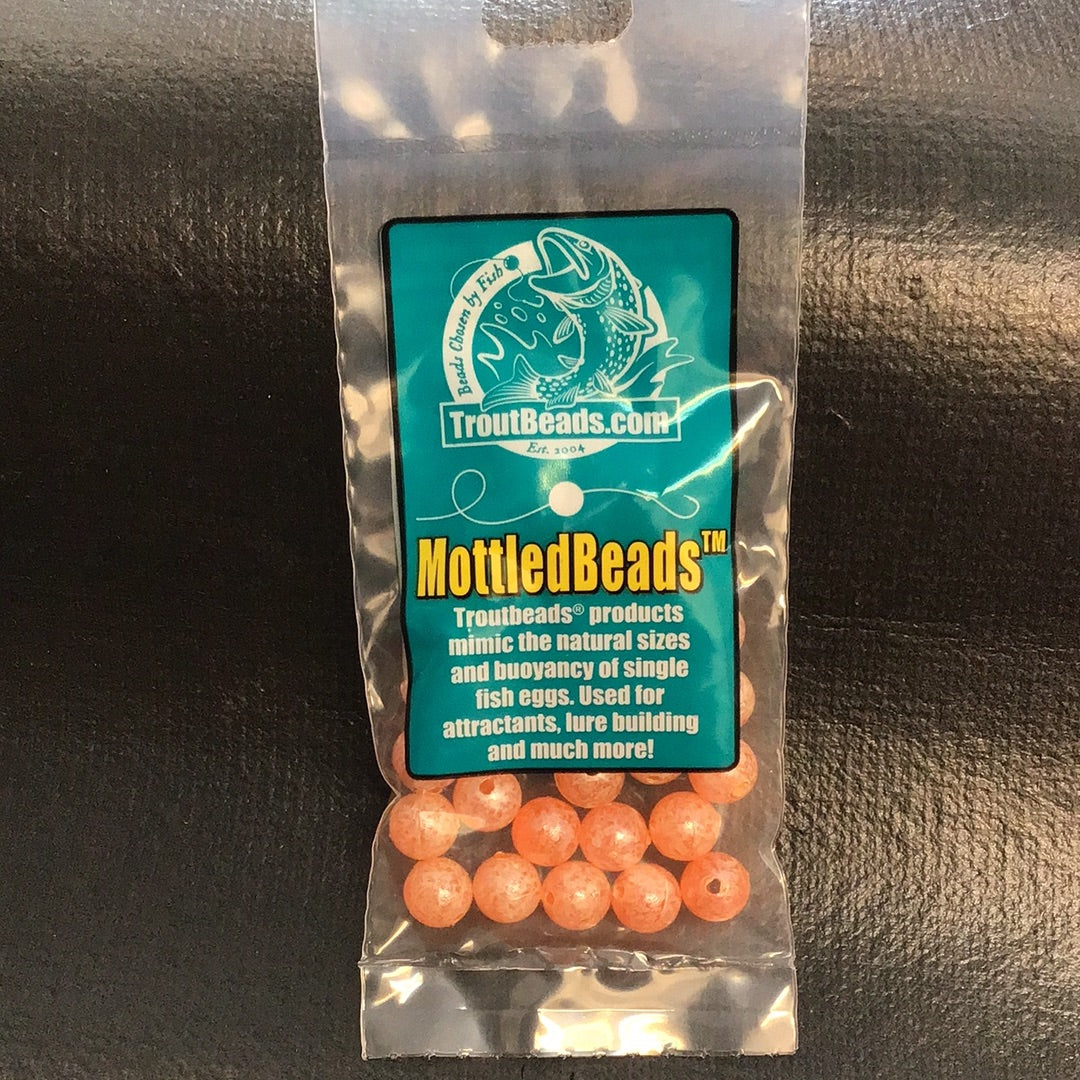 Beads Chosen by Fish
TroutBeads.com
Est. 2004
MottledBeads™
Troutbeads® products
mimic the natural sizes
and buoyancy of single
fish eggs. Used for
attractants, lure building
and much more!